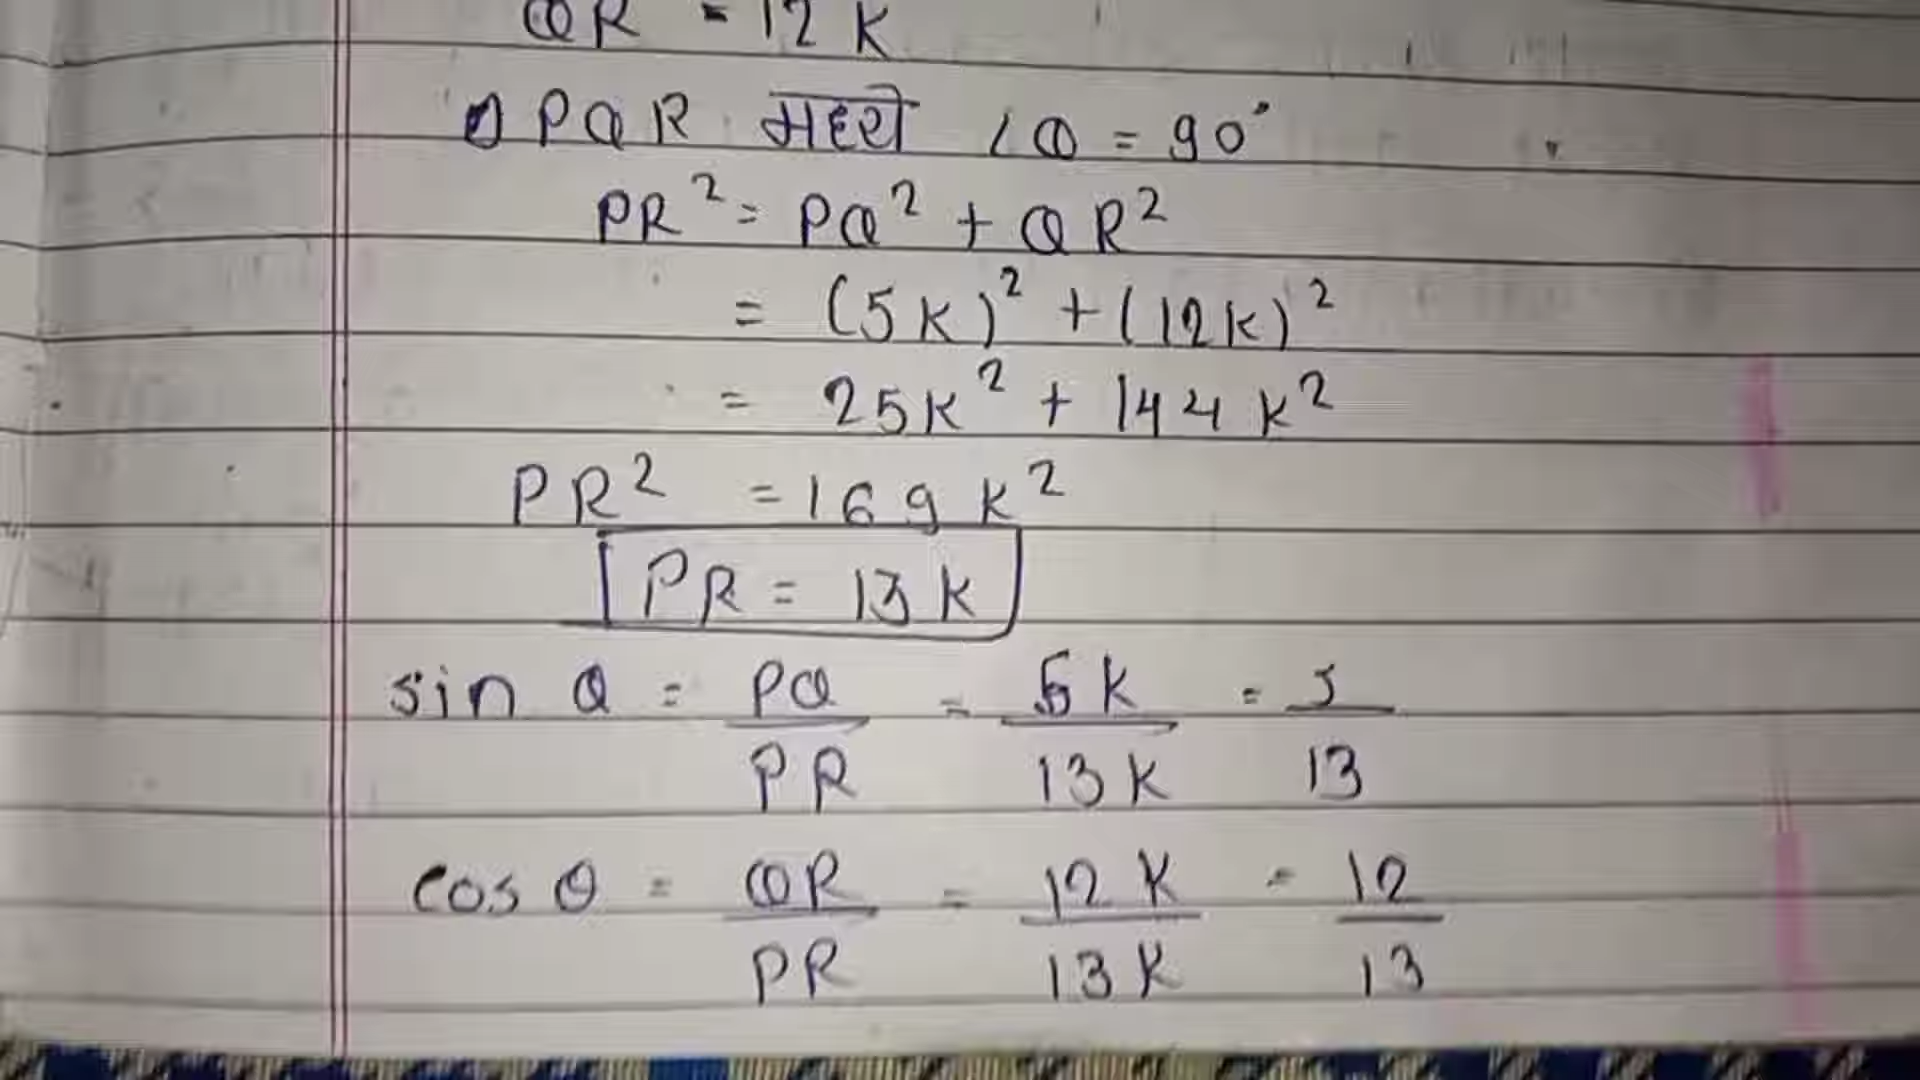 QR = 12 K
△ PQR मध्ये ∠Q = 90°
PR² = PQ² + QR²
= (5K)² + (12K)²
= 25K² + 144K²
PR² = 169K²
PR = 13K
sin θ = PQ/PR = 5K/13K = 5/13
cos θ = QR/PR = 12K/13K = 12/13